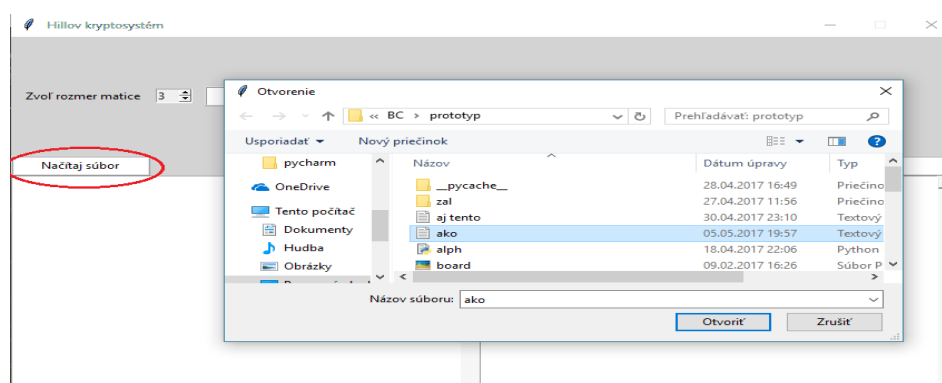 Hillov kryptosystém
Zvoľ rozmer matice 3
Načítaj súbor
Otvorenie
« BC › prototyp
Prehľadávať: prototyp
Usporiadať
Nový priečinok
pycharm
OneDrive
Tento počítač
Dokumenty
Hudba
Obrázky
Názov Dátum úpravy Typ
__pycache__ 28.04.2017 16:49 Priečino
zal 27.04.2017 11:56 Priečino
aj tento 30.04.2017 23:10 Textový
ako 05.05.2017 19:57 Textový
alph 18.04.2017 22:06 Python
board 09.02.2017 16:26 Súbor P
Názov súboru: ako
Otvoriť Zrušiť